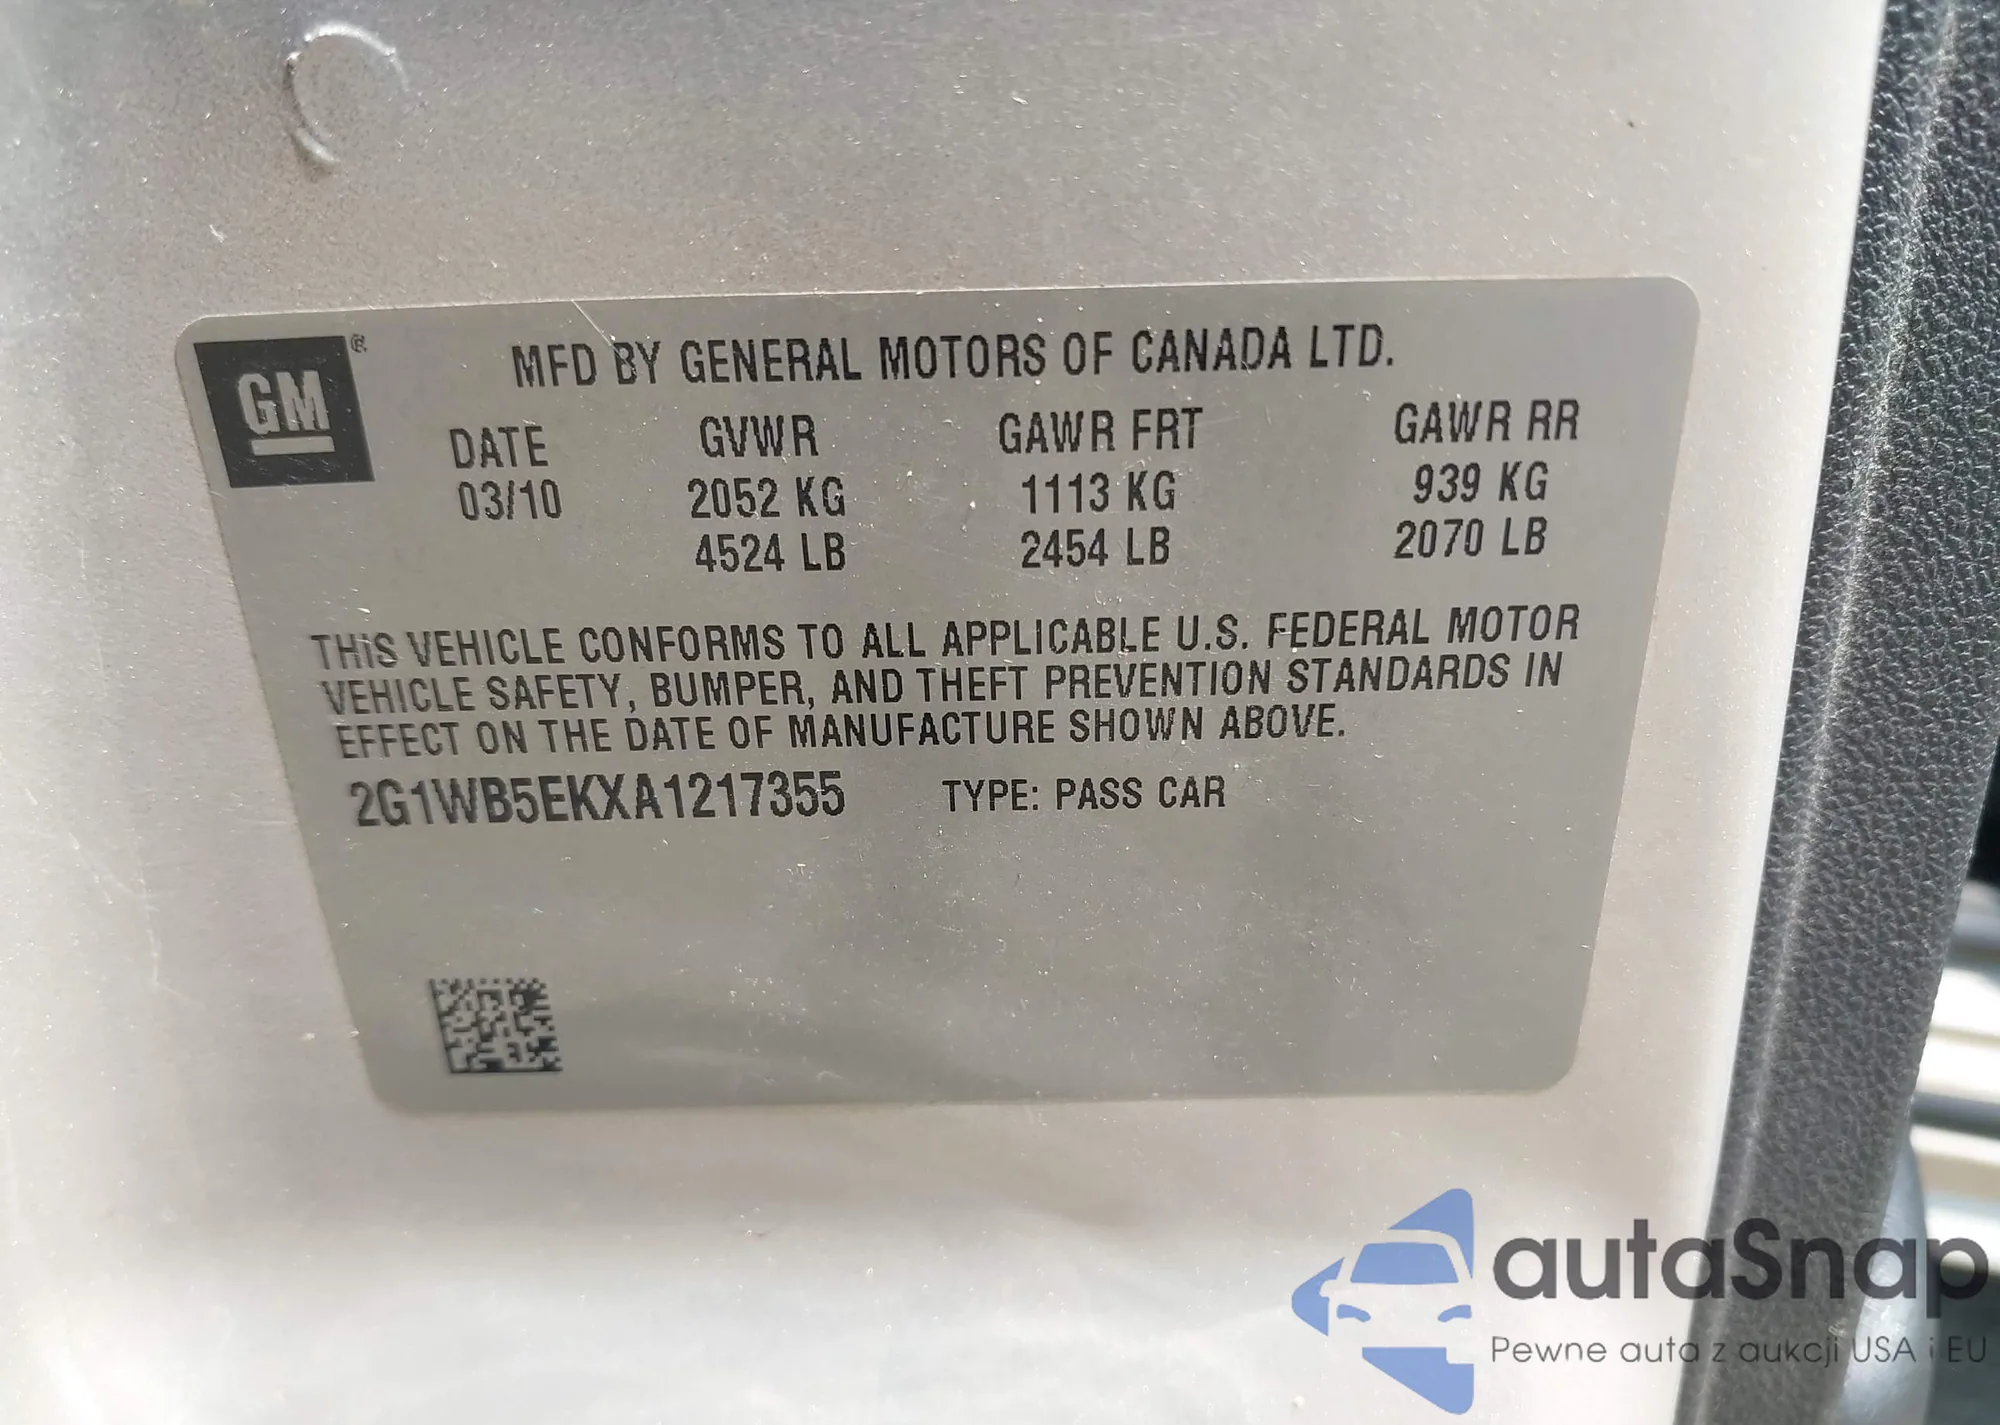 GM ®
MFD BY GENERAL MOTORS OF CANADA LTD.
DATE GVWR GAWR FRT GAWR RR
03/10 2052 KG 1113 KG 939 KG
4524 LB 2454 LB 2070 LB
THIS VEHICLE CONFORMS TO ALL APPLICABLE U.S. FEDERAL MOTOR
VEHICLE SAFETY, BUMPER, AND THEFT PREVENTION STANDARDS IN
EFFECT ON THE DATE OF MANUFACTURE SHOWN ABOVE.
2G1WB5EKXA1217355 TYPE: PASS CAR
autaSnap
Pewne auta z aukcji USA i EU